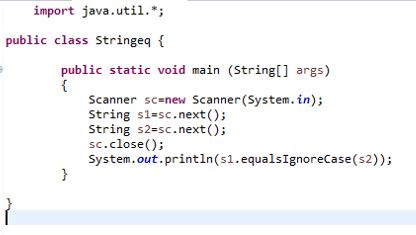 import java.util.*;
public class Stringeq {
public static void main (String[] args)
{
Scanner sc=new Scanner(System.in);
String s1=sc.next();
String s2=sc.next();
sc.close();
System.out.println(s1.equalsIgnoreCase(s2));
}
}